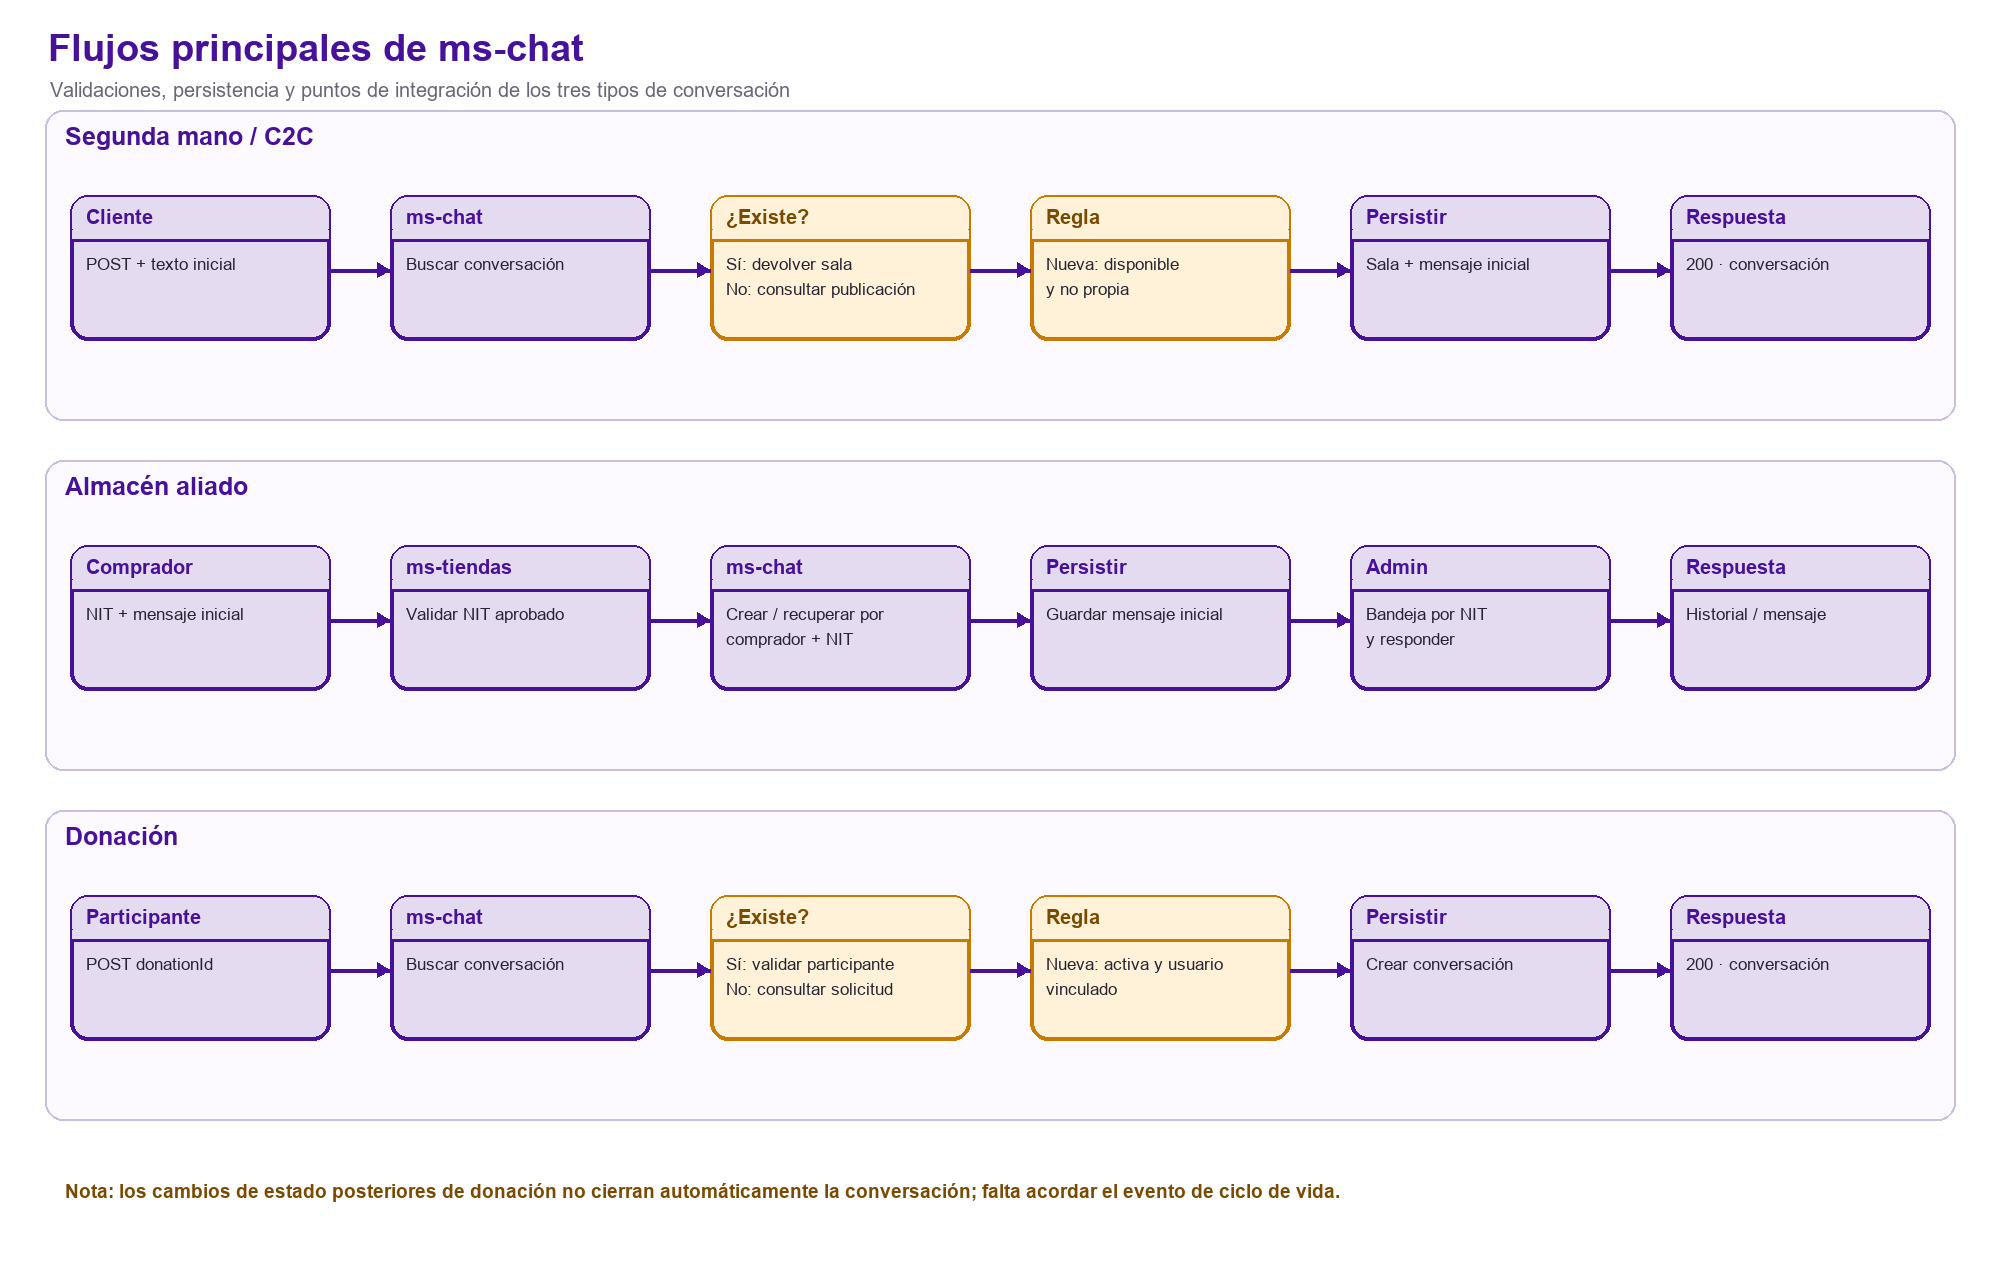 Flujos principales de ms-chat
Validaciones, persistencia y puntos de integración de los tres tipos de conversación
Segunda mano / C2C
Cliente
POST + texto inicial
ms-chat
Buscar conversación
¿Existe?
Sí: devolver sala
No: consultar publicación
Regla
Nueva: disponible
y no propia
Persistir
Sala + mensaje inicial
Respuesta
200 · conversación
Almacén aliado
Comprador
NIT + mensaje inicial
ms-tiendas
Validar NIT aprobado
ms-chat
Crear / recuperar por
comprador + NIT
Persistir
Guardar mensaje inicial
Admin
Bandeja por NIT
y responder
Respuesta
Historial / mensaje
Donación
Participante
POST donationId
ms-chat
Buscar conversación
¿Existe?
Sí: validar participante
No: consultar solicitud
Regla
Nueva: activa y usuario
vinculado
Persistir
Crear conversación
Respuesta
200 · conversación
Nota: los cambios de estado posteriores de donación no cierran automáticamente la conversación; falta acordar el evento de ciclo de vida.